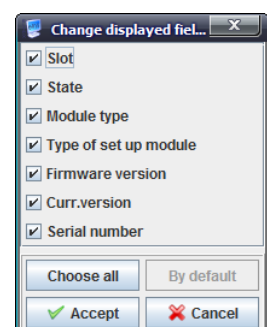 Change displayed fiel...
Slot
State
Module type
Type of set up module
Firmware version
Curr.version
Serial number
Choose all By default
Accept Cancel